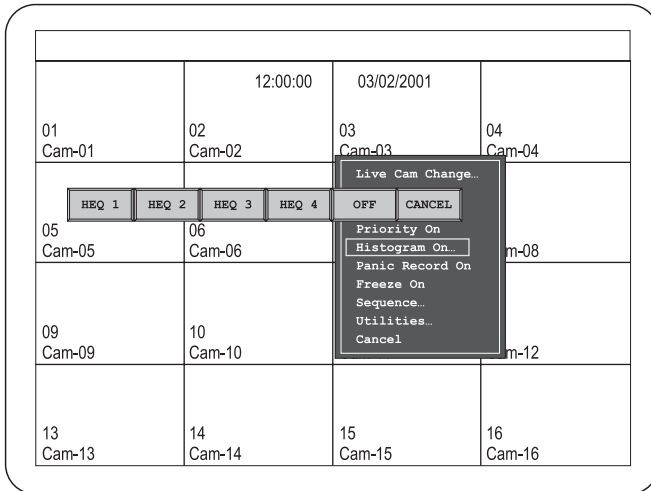 12:00:00 03/02/2001
01 02 03 04
Cam-01 Cam-02 Cam-03 Cam-04
Live Cam Change…
HEQ 1 HEQ 2 HEQ 3 HEQ 4 OFF CANCEL
05 06 Priority On
Cam-05 Cam-06 Histogram On… m-08
Panic Record On
Freeze On
Sequence…
09 10 Utilities…
Cam-09 Cam-10 Cancel m-12
13 14 15 16
Cam-13 Cam-14 Cam-15 Cam-16